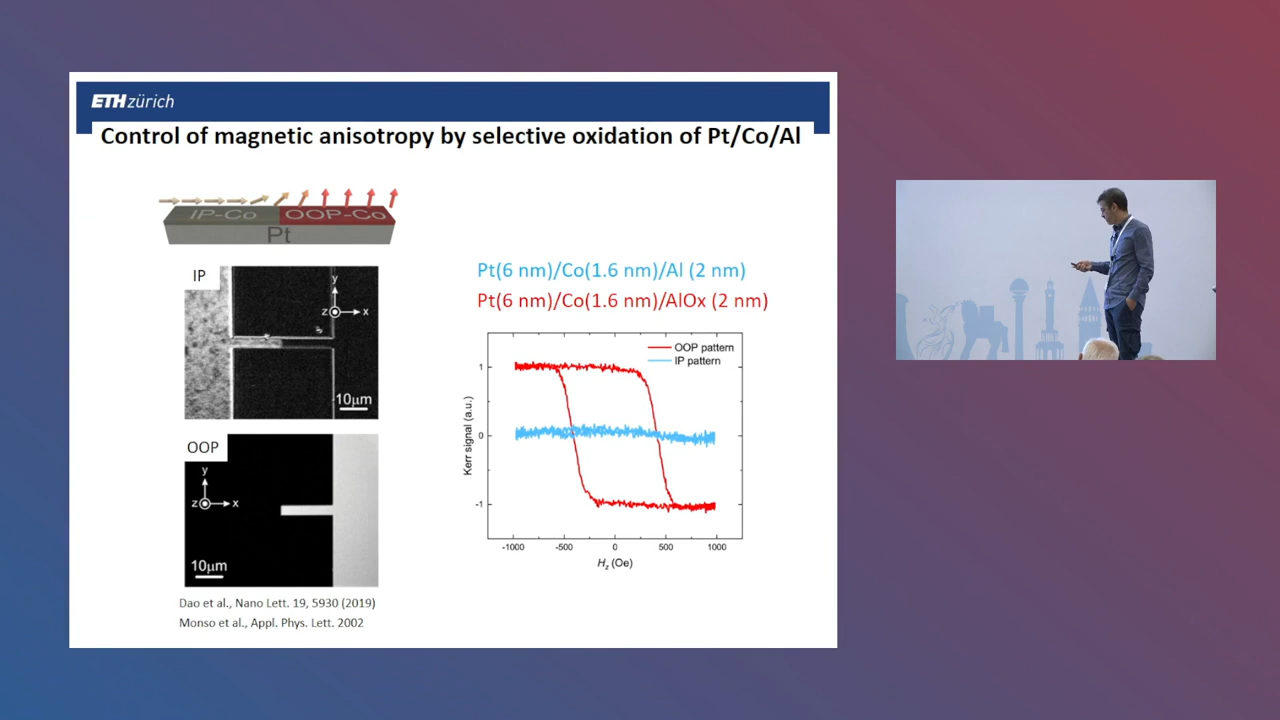 ETH zürich
Control of magnetic anisotropy by selective oxidation of Pt/Co/Al
IP-Co
OOP-Co
Pt
IP
y
z
x
10μm
OOP
y
z
x
10μm
Dao et al., Nano Lett. 19, 5930 (2019)
Monso et al., Appl. Phys. Lett. 2002
Pt(6 nm)/Co(1.6 nm)/Al (2 nm)
Pt(6 nm)/Co(1.6 nm)/AlOx (2 nm)
OOP pattern
IP pattern
Kerr signal (a.u.)
1
0
-1
-1000 -500 0 500 1000
Hz (Oe)